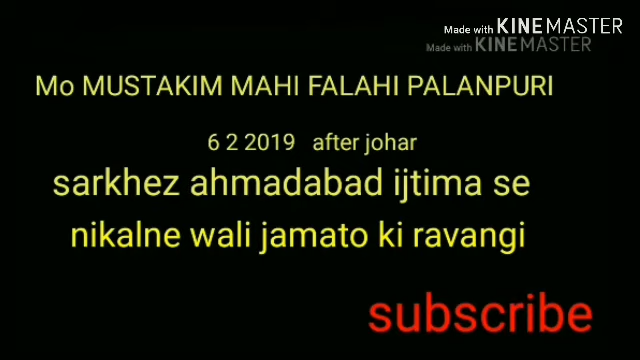 Made with KINEMASTER
Made with KINEMASTER
Mo MUSTAKIM MAHI FALAHI PALANPURI
6 2 2019 after johar
sarkhez ahmadabad ijtima se
nikalne wali jamato ki ravangi
subscribe